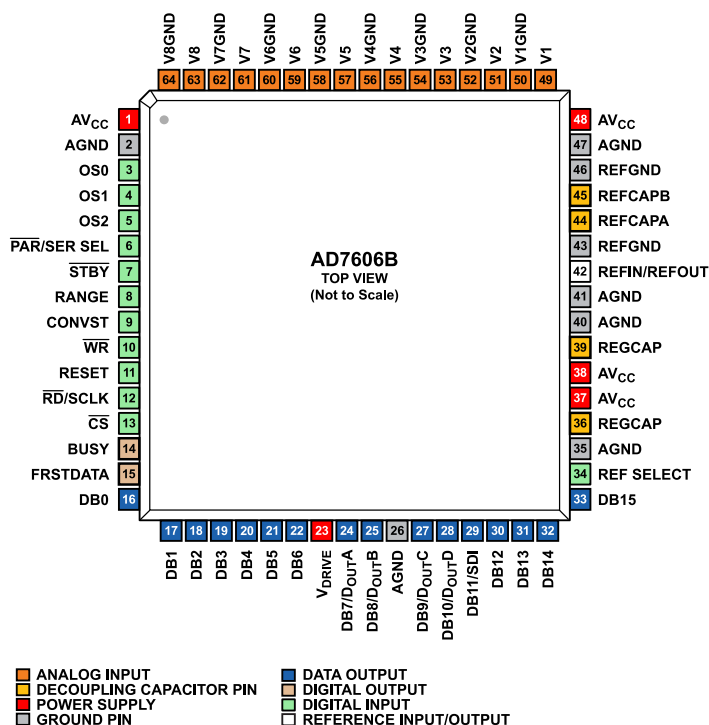 V8GND
V8
V7GND
V7
V6GND
V6
V5GND
V5
V4GND
V4
V3GND
V3
V2GND
V2
V1GND
V1
64 63 62 61 60 59 58 57 56 55 54 53 52 51 50 49
AVCC 1
AGND 2
OS0 3
OS1 4
OS2 5
PAR/SER SEL 6
STBY 7
RANGE 8
CONVST 9
WR 10
RESET 11
RD/SCLK 12
CS 13
BUSY 14
FRSTDATA 15
DB0 16
AD7606B
TOP VIEW
(Not to Scale)
48 AVCC
47 AGND
46 REFGND
45 REFCAPB
44 REFCAPA
43 REFGND
42 REFIN/REFOUT
41 AGND
40 AGND
39 REGCAP
38 AVCC
37 AVCC
36 REGCAP
35 AGND
34 REF SELECT
33 DB15
17 18 19 20 21 22 23 24 25 26 27 28 29 30 31 32
DB1
DB2
DB3
DB4
DB5
DB6
VDRIVE
DB7/DOUTA
DB8/DOUTB
AGND
DB9/DOUTC
DB10/DOUTD
DB11/SDI
DB12
DB13
DB14
ANALOG INPUT
DECOUPLING CAPACITOR PIN
POWER SUPPLY
GROUND PIN
DATA OUTPUT
DIGITAL OUTPUT
DIGITAL INPUT
REFERENCE INPUT/OUTPUT